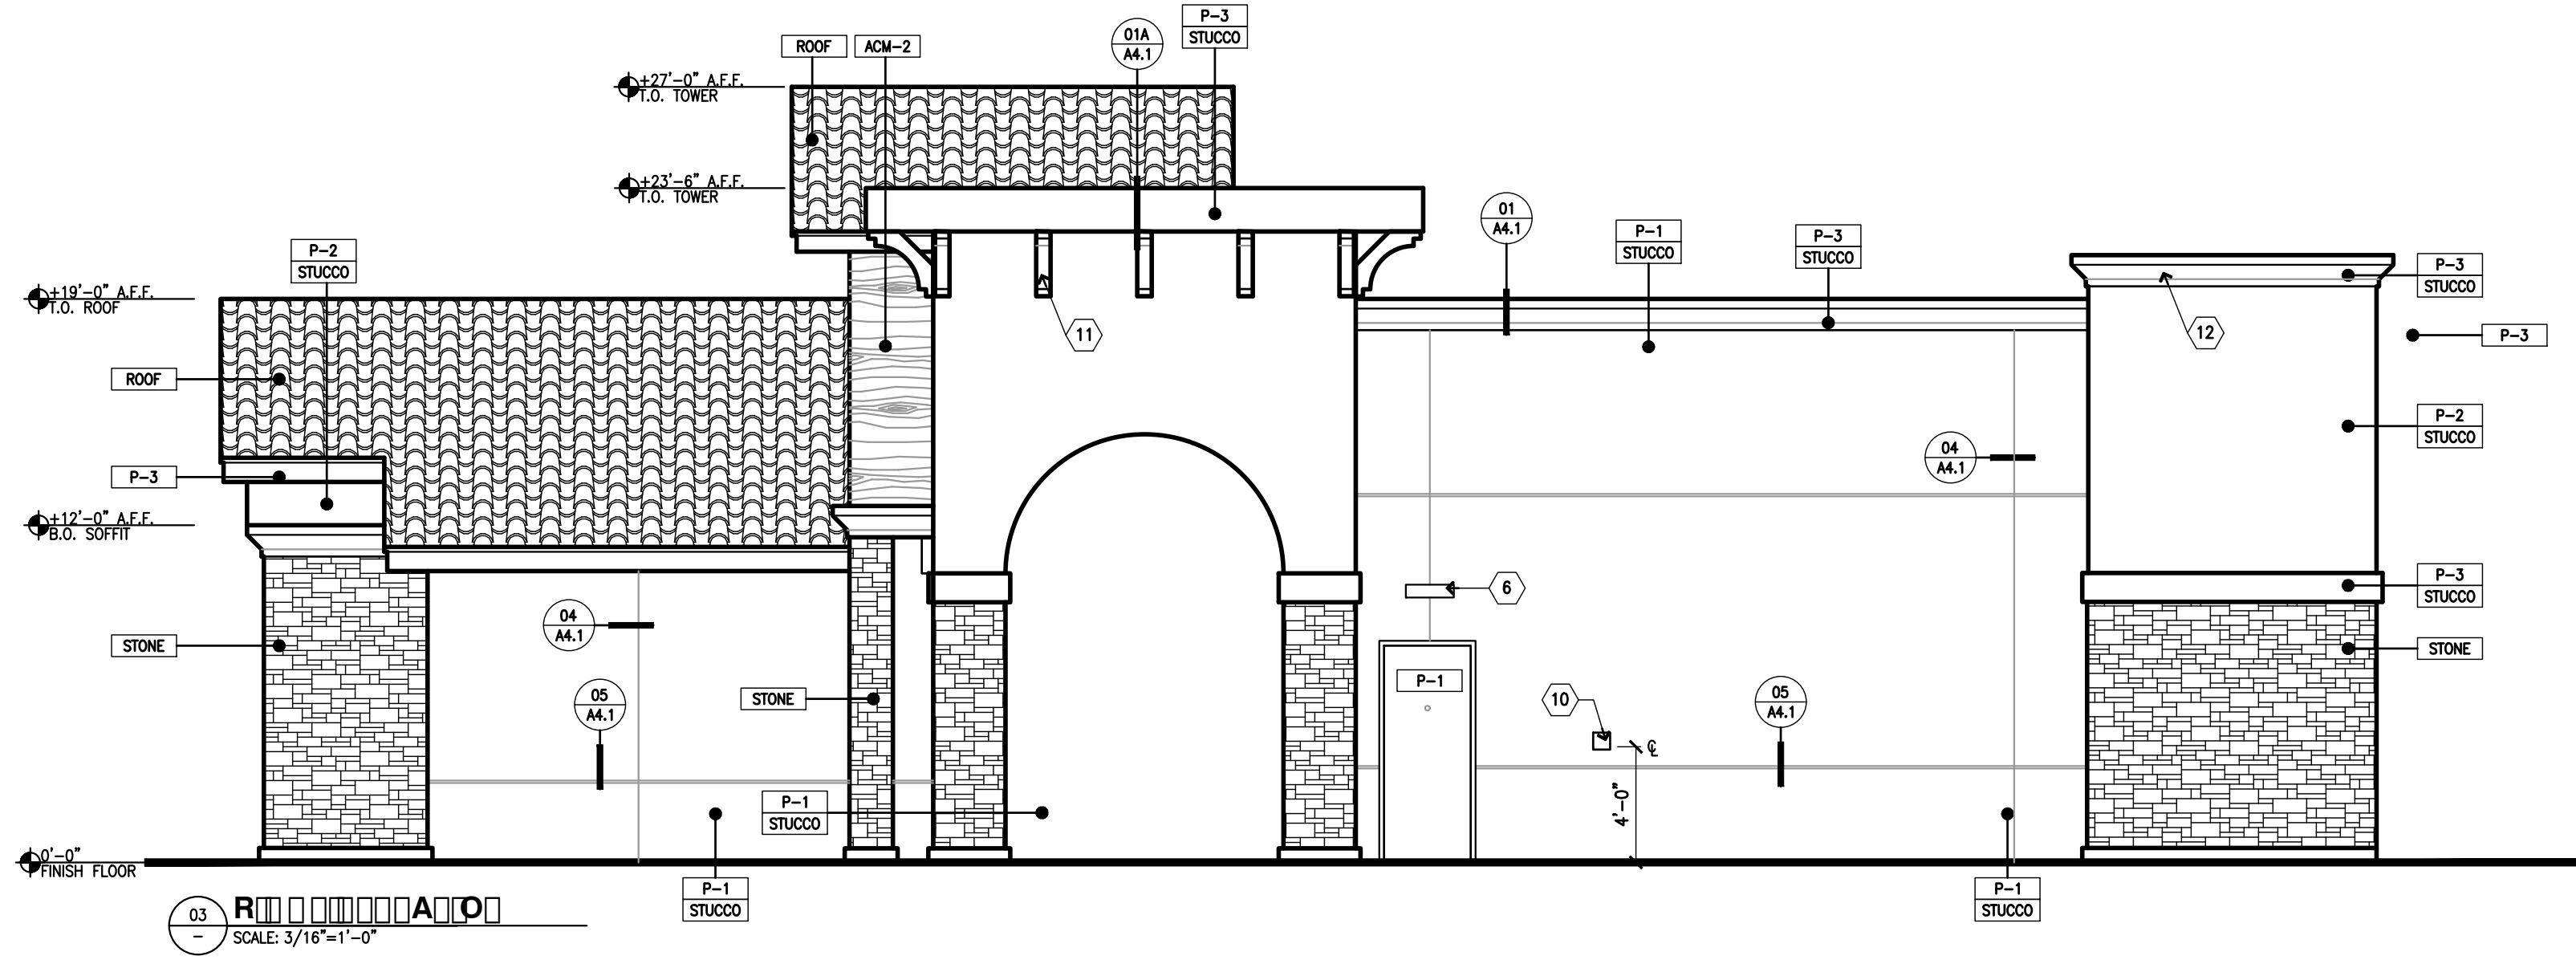 P-3
STUCCO
01A
A4.1
ROOF
ACM-2
+27'-0" A.F.F.
T.O. TOWER
+23'-6" A.F.F.
T.O. TOWER
01
A4.1
P-1
STUCCO
P-3
STUCCO
P-2
STUCCO
P-3
STUCCO
+19'-0" A.F.F.
T.O. ROOF
11
12
P-3
ROOF
P-2
STUCCO
04
A4.1
P-3
+12'-0" A.F.F.
B.O. SOFFIT
6
P-3
STUCCO
04
A4.1
STONE
STONE
P-1
05
A4.1
STONE
10
05
A4.1
℄
4'-0"
P-1
STUCCO
0'-0"
FINISH FLOOR
P-1
STUCCO
P-1
STUCCO
03
-
SCALE: 3/16"=1'-0"